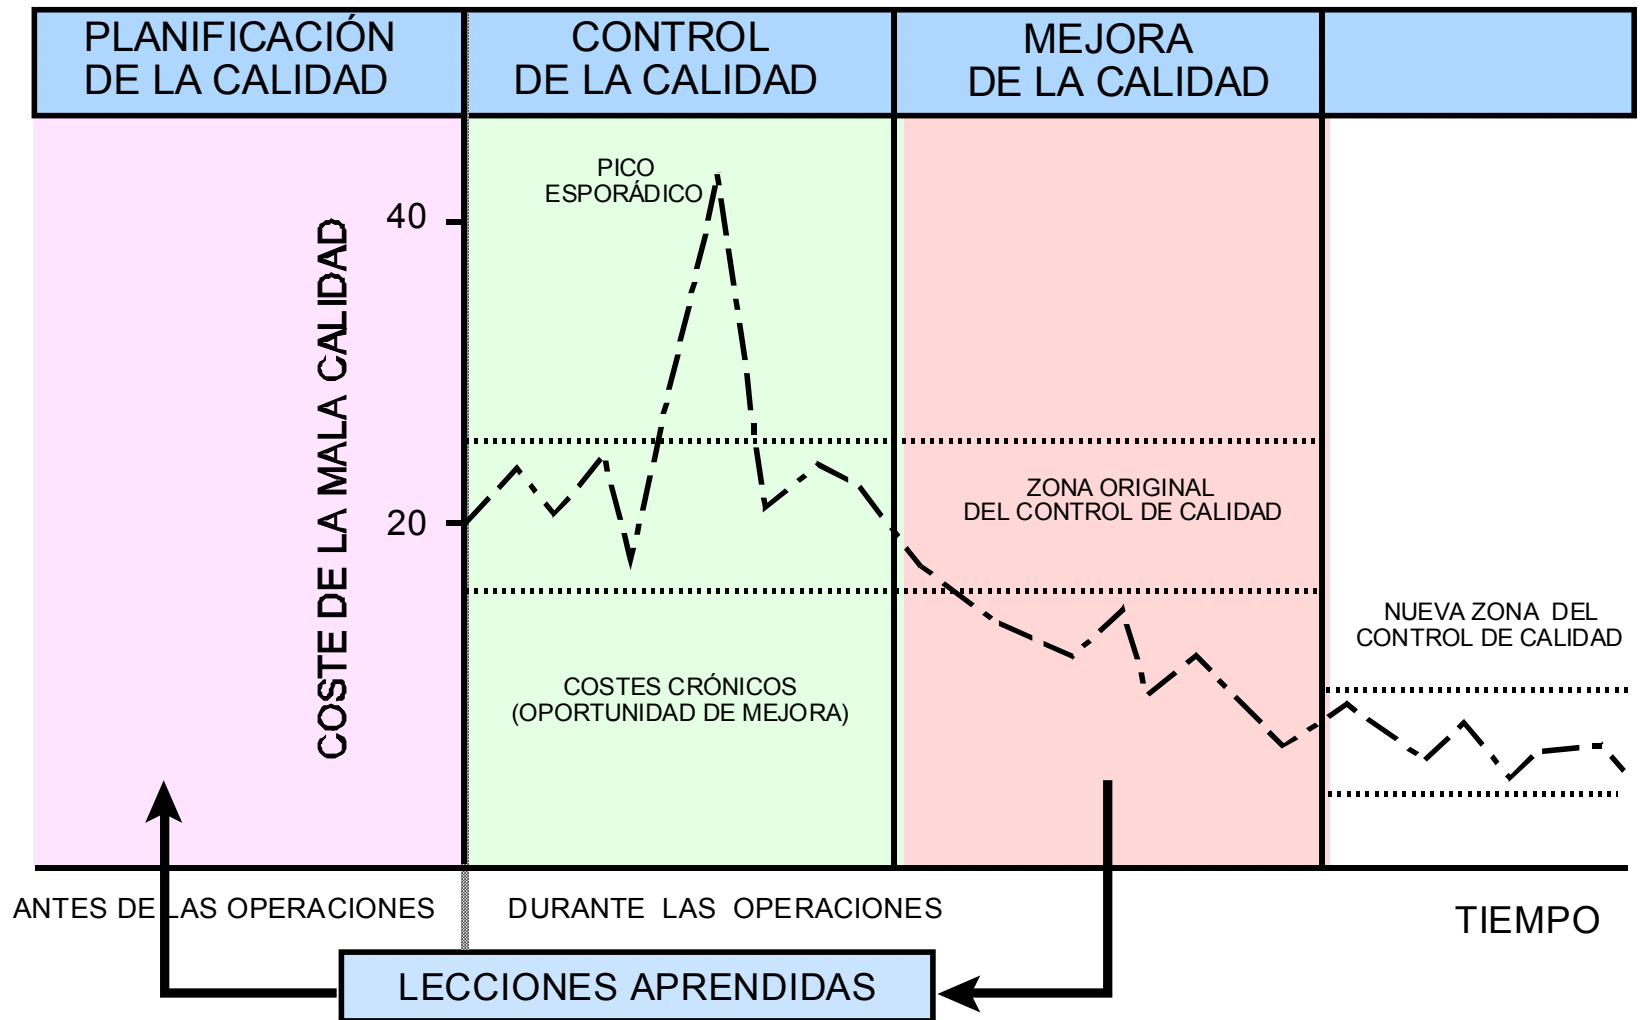 PLANIFICACIÓN
DE LA CALIDAD
CONTROL
DE LA CALIDAD
MEJORA
DE LA CALIDAD
PICO
ESPORÁDICO
40
COSTE DE LA MALA CALIDAD
20
ZONA ORIGINAL
DEL CONTROL DE CALIDAD
NUEVA ZONA DEL
CONTROL DE CALIDAD
COSTES CRÓNICOS
(OPORTUNIDAD DE MEJORA)
ANTES DE LAS OPERACIONES
DURANTE LAS OPERACIONES
TIEMPO
LECCIONES APRENDIDAS